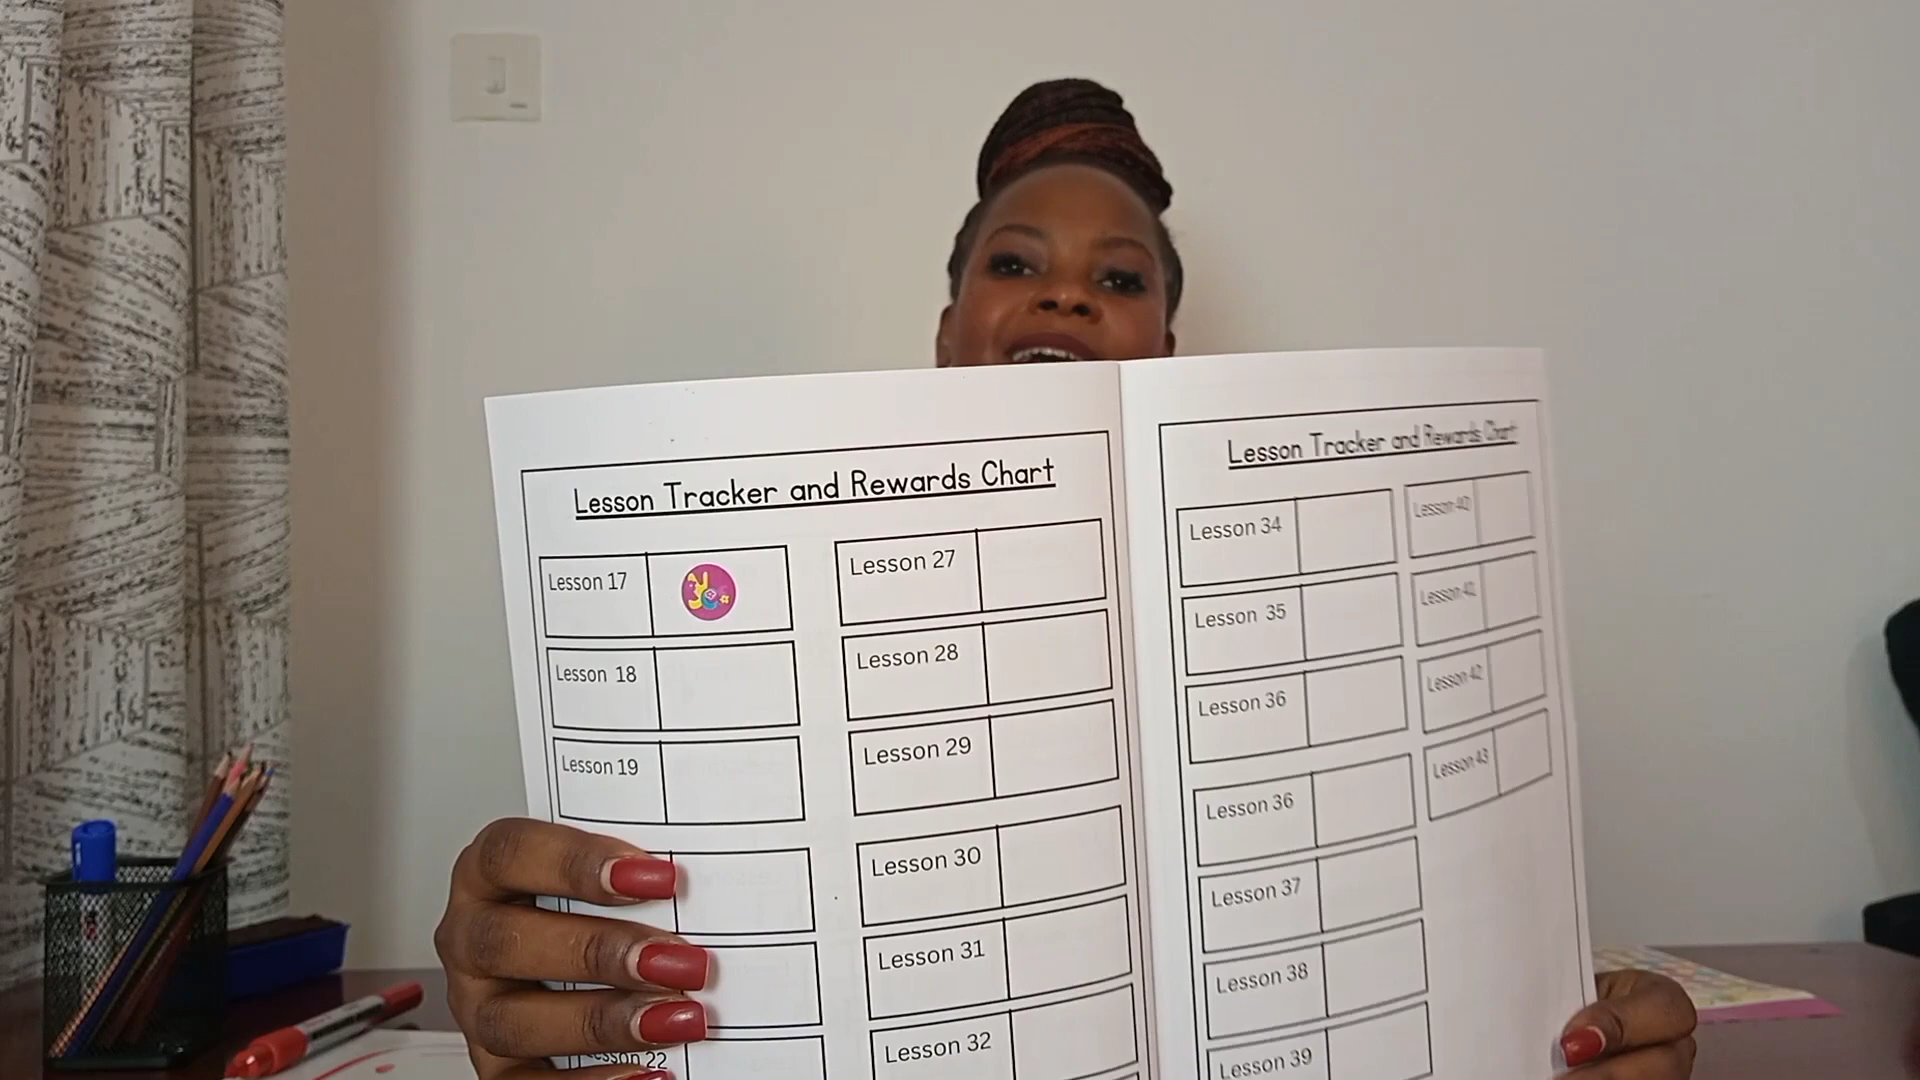 Lesson Tracker and Rewards Chart
Lesson 17
Lesson 18
Lesson 19
Lesson 22
Lesson 27
Lesson 28
Lesson 29
Lesson 30
Lesson 31
Lesson 32
Lesson Tracker and Rewards Chart
Lesson 34
Lesson 35
Lesson 36
Lesson 36
Lesson 37
Lesson 38
Lesson 39
Lesson 40
Lesson 41
Lesson 42
Lesson 43